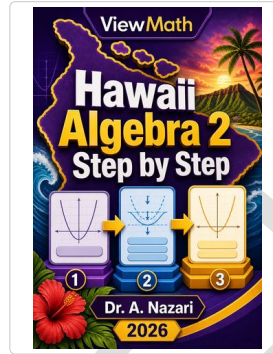 ViewMath
Hawaii
Algebra 2
Step by Step
1
2
3
Dr. A. Nazari
2026